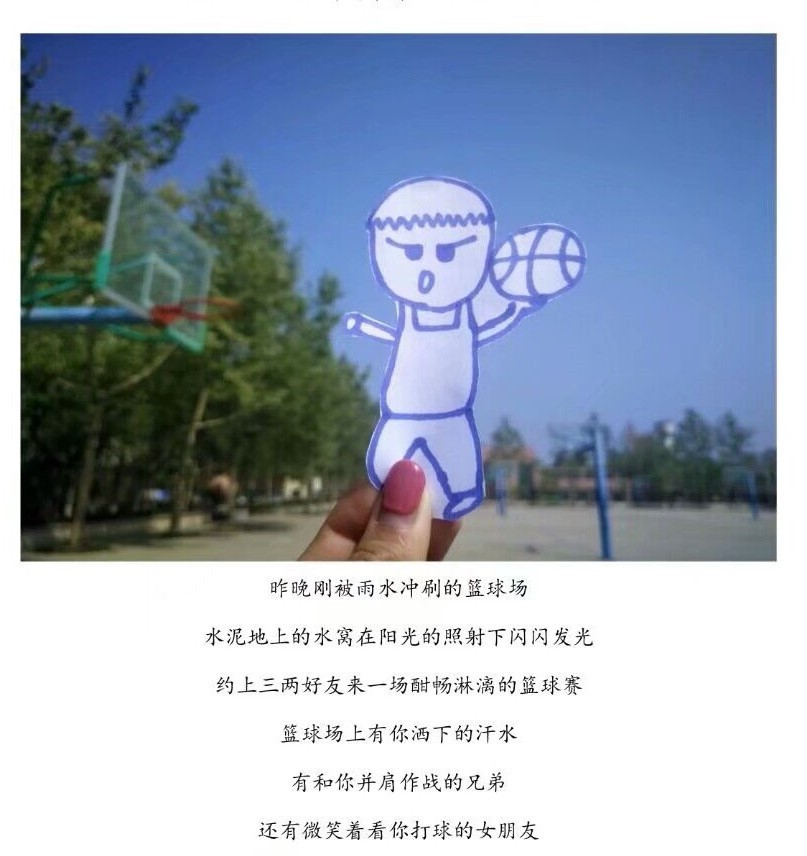 昨晚刚被雨水冲刷的篮球场
水泥地上的水窝在阳光的照射下闪闪发光
约上三两好友来一场酣畅淋漓的篮球赛
篮球场上有你洒下的汗水
有和你并肩作战的兄弟
还有微笑着看你打球的女朋友